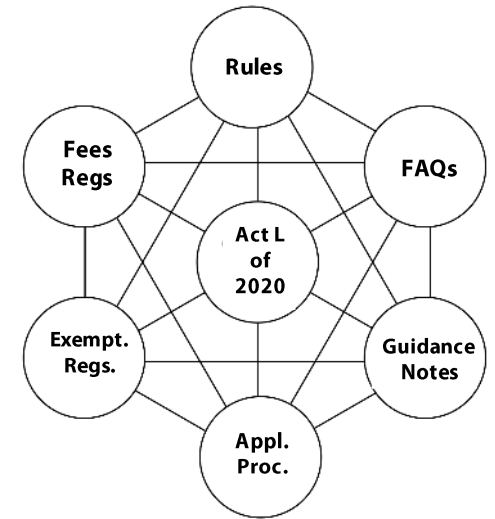 Rules
Fees
Regs
FAQs
Act L
of
2020
Exempt.
Regs.
Guidance
Notes
Appl.
Proc.